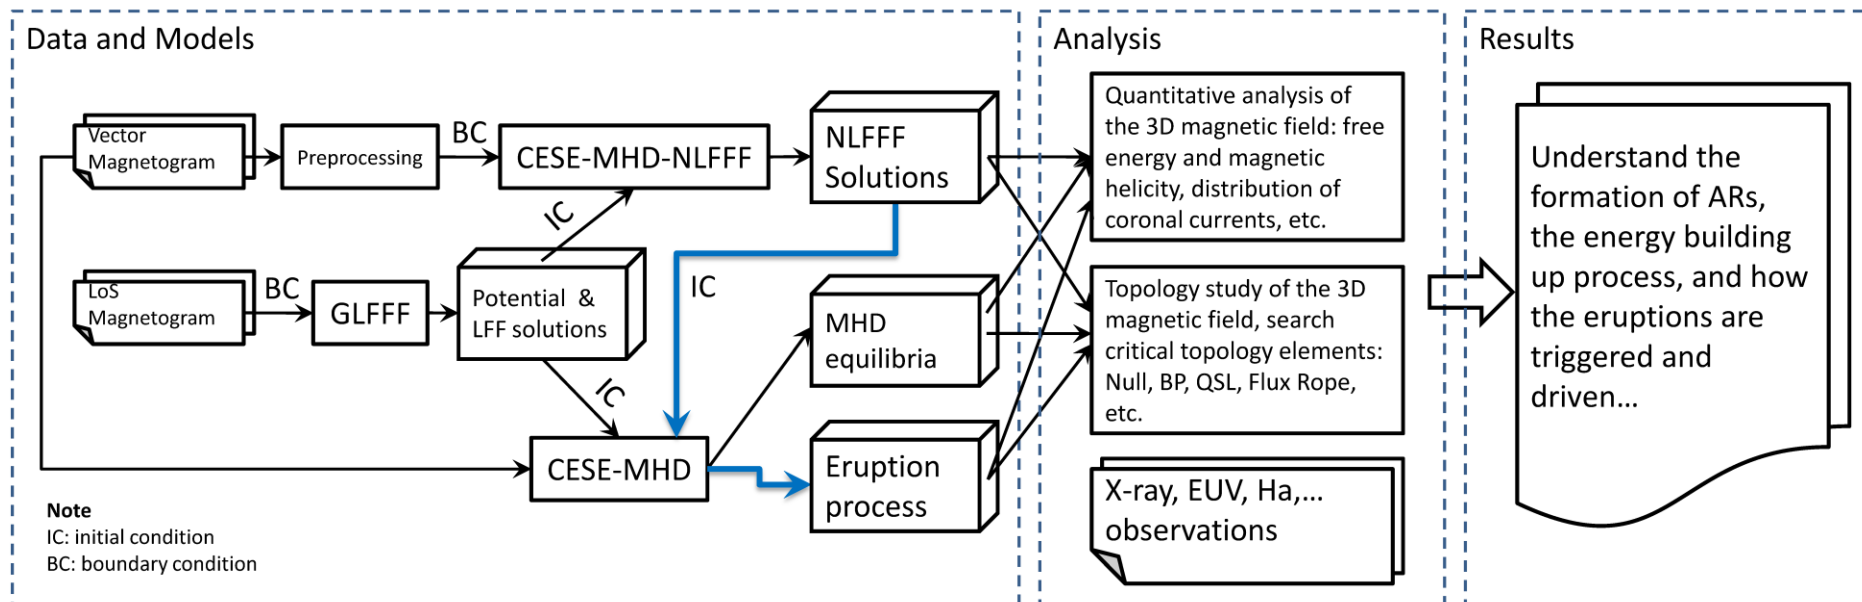 Data and Models
Vector
Magnetogram
Preprocessing
BC
CESE-MHD-NLFFF
NLFFF
Solutions
IC
LoS
Magnetogram
BC
GLFFF
Potential &
LFF solutions
IC
IC
MHD
equilibria
CESE-MHD
Eruption
process
Note
IC: initial condition
BC: boundary condition
Analysis
Quantitative analysis of
the 3D magnetic field: free
energy and magnetic
helicity, distribution of
coronal currents, etc.
Topology study of the 3D
magnetic field, search
critical topology elements:
Null, BP, QSL, Flux Rope,
etc.
X-ray, EUV, Ha,...
observations
Results
Understand the
formation of ARs,
the energy building
up process, and how
the eruptions are
triggered and
driven...